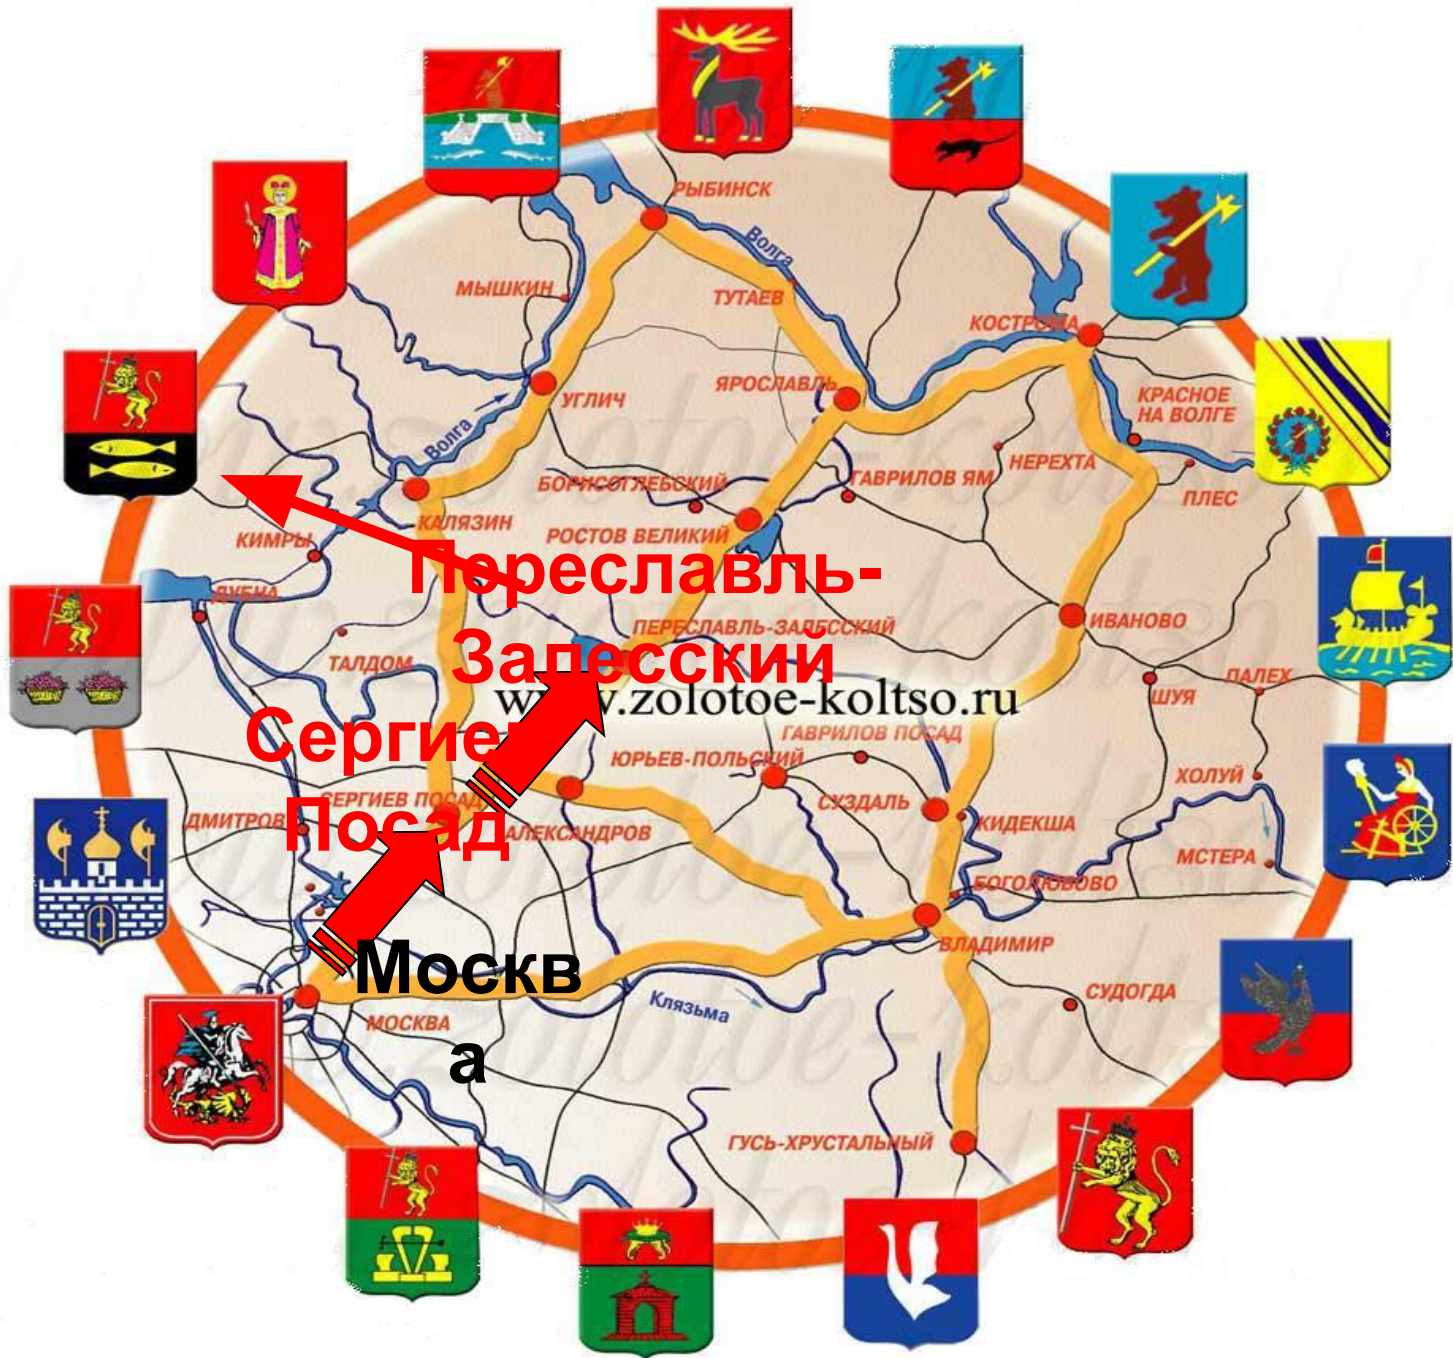 РЫБИНСК
Волга
МЫШКИН
ТУТАЕВ
КОСТРОМА
УГЛИЧ
ЯРОСЛАВЛЬ
КРАСНОЕ
НА ВОЛГЕ
Волга
БОРИСОГЛЕБСКИЙ
ГАВРИЛОВ ЯМ
НЕРЕХТА
ПЛЕС
КАЛЯЗИН
КИМРЫ
РОСТОВ ВЕЛИКИЙ
Переславль-
Залесский
ДУБНА
ПЕРЕСЛАВЛЬ-ЗАЛЕССКИЙ
ИВАНОВО
ТАЛДОМ
www.zolotoe-koltso.ru
ШУЯ
ПАЛЕХ
Сергиев
Посад
ГАВРИЛОВ ПОСАД
ЮРЬЕВ-ПОЛЬСКИЙ
ХОЛУЙ
СЕРГИЕВ ПОСАД
СУЗДАЛЬ
ДМИТРОВ
АЛЕКСАНДРОВ
КИДЕКША
МСТЕРА
БОГОЛЮБОВО
ВЛАДИМИР
Москв
а
МОСКВА
Клязьма
СУДОГДА
ГУСЬ-ХРУСТАЛЬНЫЙ